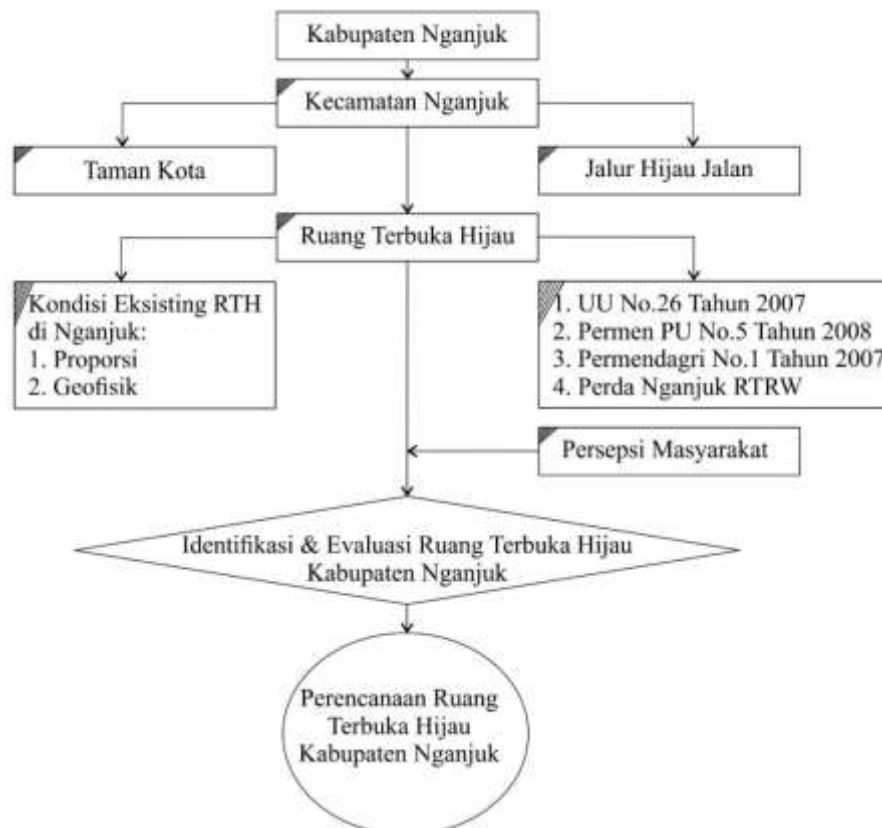 Kabupaten Nganjuk
Kecamatan Nganjuk
Taman Kota
Jalur Hijau Jalan
Ruang Terbuka Hijau
Kondisi Eksisting RTH
di Nganjuk:
1. Proporsi
2. Geofisik
1. UU No.26 Tahun 2007
2. Permen PU No.5 Tahun 2008
3. Permendagri No.1 Tahun 2007
4. Perda Nganjuk RTRW
Persepsi Masyarakat
Identifikasi & Evaluasi Ruang Terbuka Hijau
Kabupaten Nganjuk
Perencanaan Ruang
Terbuka Hijau
Kabupaten Nganjuk